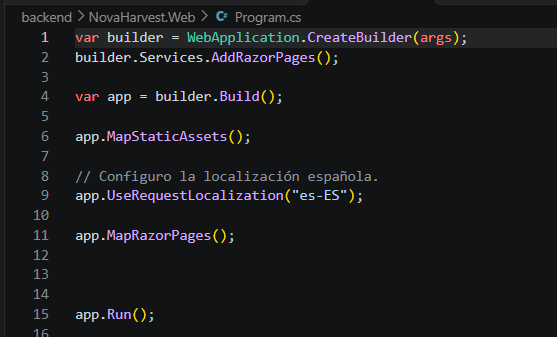 backend > NovaHarvest.Web > Program.cs
1 var builder = WebApplication.CreateBuilder(args);
2 builder.Services.AddRazorPages();
3
4 var app = builder.Build();
5
6 app.MapStaticAssets();
7
8 // Configuro la localización española.
9 app.UseRequestLocalization("es-ES");
10
11 app.MapRazorPages();
12
13
14
15 app.Run();
16